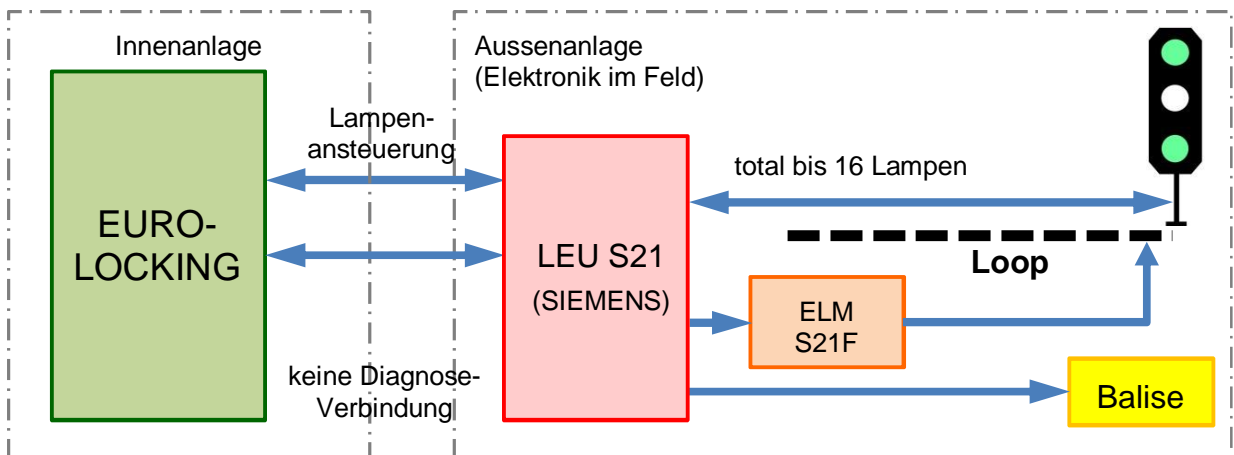 Innenanlage
EURO-
LOCKING
Lampen-
ansteuerung
keine Diagnose-
Verbindung
Aussenanlage
(Elektronik im Feld)
LEU S21
(SIEMENS)
total bis 16 Lampen
Loop
ELM
S21F
Balise